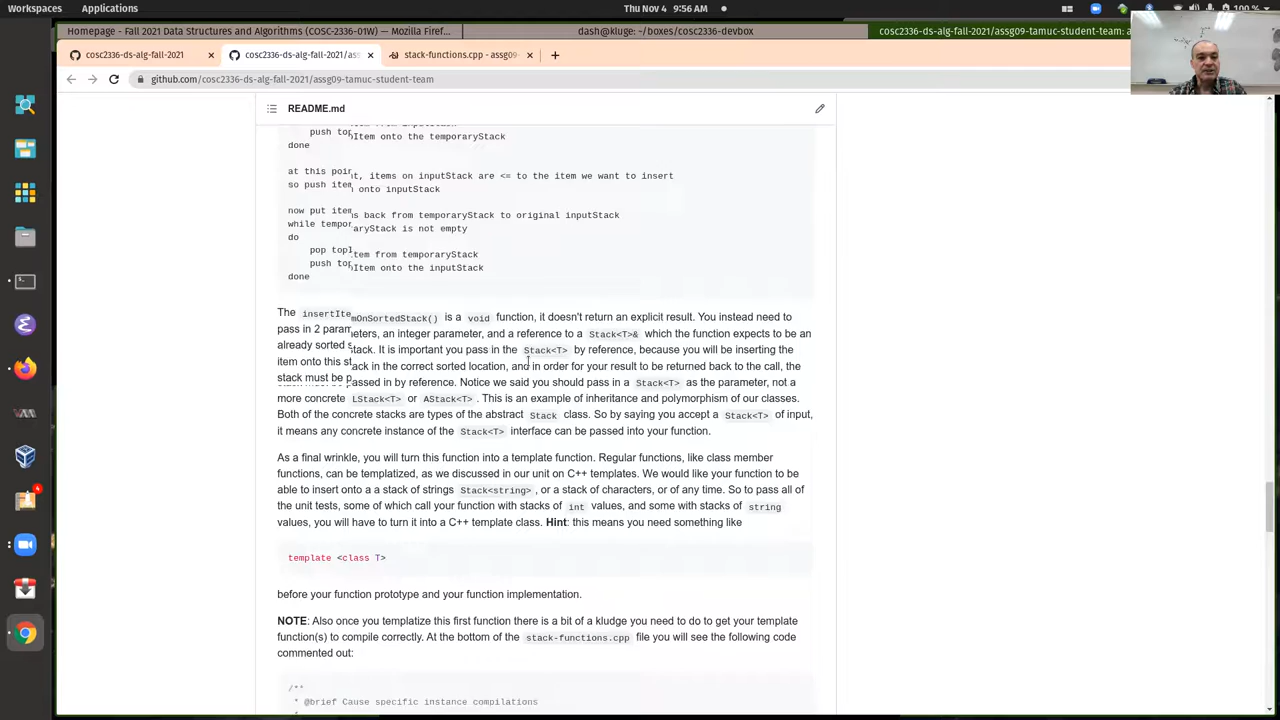 Workspaces Applications Thu Nov 4 9:56 AM 100 %
Homepage - Fall 2021 Data Structures and Algorithms (COSC-2336-01W) — Mozilla Firef... dash@kluge: ~/boxes/cosc2336-devbox cosc2336-ds-alg-fall-2021/assg09-tamuc-student-team: a
cosc2336-ds-alg-fall-2021 × cosc2336-ds-alg-fall-2021/ass × stack-functions.cpp - assg09- × +
github.com/cosc2336-ds-alg-fall-2021/assg09-tamuc-student-team
README.md
push top
Item onto the temporaryStack
done
at this poin
t, items on inputStack are <= to the item we want to insert
so push item
onto inputStack
now put item
s back from temporaryStack to original inputStack
while tempor
aryStack is not empty
do
pop topI
tem from temporaryStack
push top
Item onto the inputStack
done
The insertIte
mOnSortedStack() is a void function, it doesn't return an explicit result. You instead need to
pass in 2 param
eters, an integer parameter, and a reference to a Stack<T>& which the function expects to be an
already sorted s
tack. It is important you pass in the Stack<T> by reference, because you will be inserting the
item onto this st
ack in the correct sorted location, and in order for your result to be returned back to the call, the
stack must be p
assed in by reference. Notice we said you should pass in a Stack<T> as the parameter, not a
more concrete LStack<T> or AStack<T> . This is an example of inheritance and polymorphism of our classes.
Both of the concrete stacks are types of the abstract Stack class. So by saying you accept a Stack<T> of input,
it means any concrete instance of the Stack<T> interface can be passed into your function.
As a final wrinkle, you will turn this function into a template function. Regular functions, like class member
functions, can be templatized, as we discussed in our unit on C++ templates. We would like your function to be
able to insert onto a a stack of strings Stack<string> , or a stack of characters, or of any time. So to pass all of
the unit tests, some of which call your function with stacks of int values, and some with stacks of string
values, you will have to turn it into a C++ template class. Hint: this means you need something like
template <class T>
before your function prototype and your function implementation.
NOTE: Also once you templatize this first function there is a bit of a kludge you need to do to get your template
function(s) to compile correctly. At the bottom of the stack-functions.cpp file you will see the following code
commented out:
/**
* @brief Cause specific instance compilations